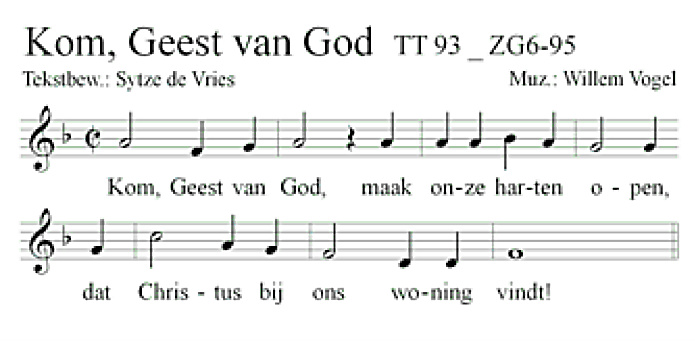 Kom, Geest van God TT 93 _ ZG6-95
Tekstbew.: Sytze de Vries Muz.: Willem Vogel
Kom, Geest van God, maak on-ze har-ten o - pen,
dat Chris - tus bij ons wo-ning vindt!